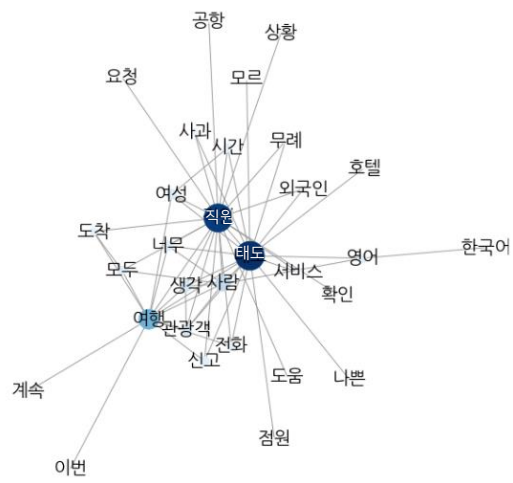 공항
상황
요청
모르
사과
시간
무례
호텔
여성
외국인
직원
도착
너무
한국어
태도
영어
모두
서비스
생각
사람
확인
여행
관광객
전화
신고
도움
나쁜
계속
점원
이번